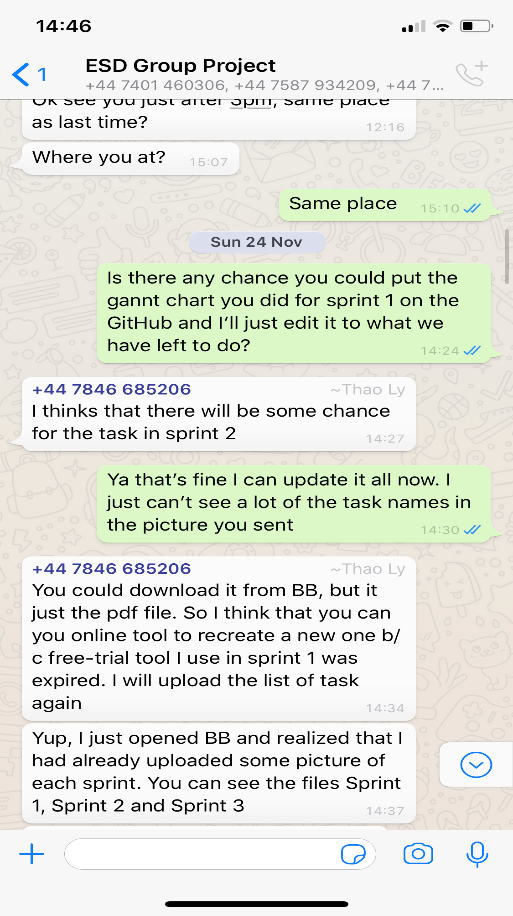 14:46
1
ESD Group Project
+44 7401 460306, +44 7587 934209, +44 7...
Ok see you just after 3pm, same place
as last time?
12:16
Where you at?
15:07
Same place
15:10
Sun 24 Nov
Is there any chance you could put the
gannt chart you did for sprint 1 on the
GitHub and I'll just edit it to what we
have left to do?
14:24
+44 7846 685206 ~Thao Ly
I thinks that there will be some chance
for the task in sprint 2
14:27
Ya that's fine I can update it all now. I
just can't see a lot of the task names in
the picture you sent
14:30
+44 7846 685206 ~Thao Ly
You could download it from BB, but it
just the pdf file. So I think that you can
you online tool to recreate a new one b/
c free-trial tool I use in sprint 1 was
expired. I will upload the list of task
again
14:34
Yup, I just opened BB and realized that I
had already uploaded some picture of
each sprint. You can see the files Sprint
1, Sprint 2 and Sprint 3
14:37